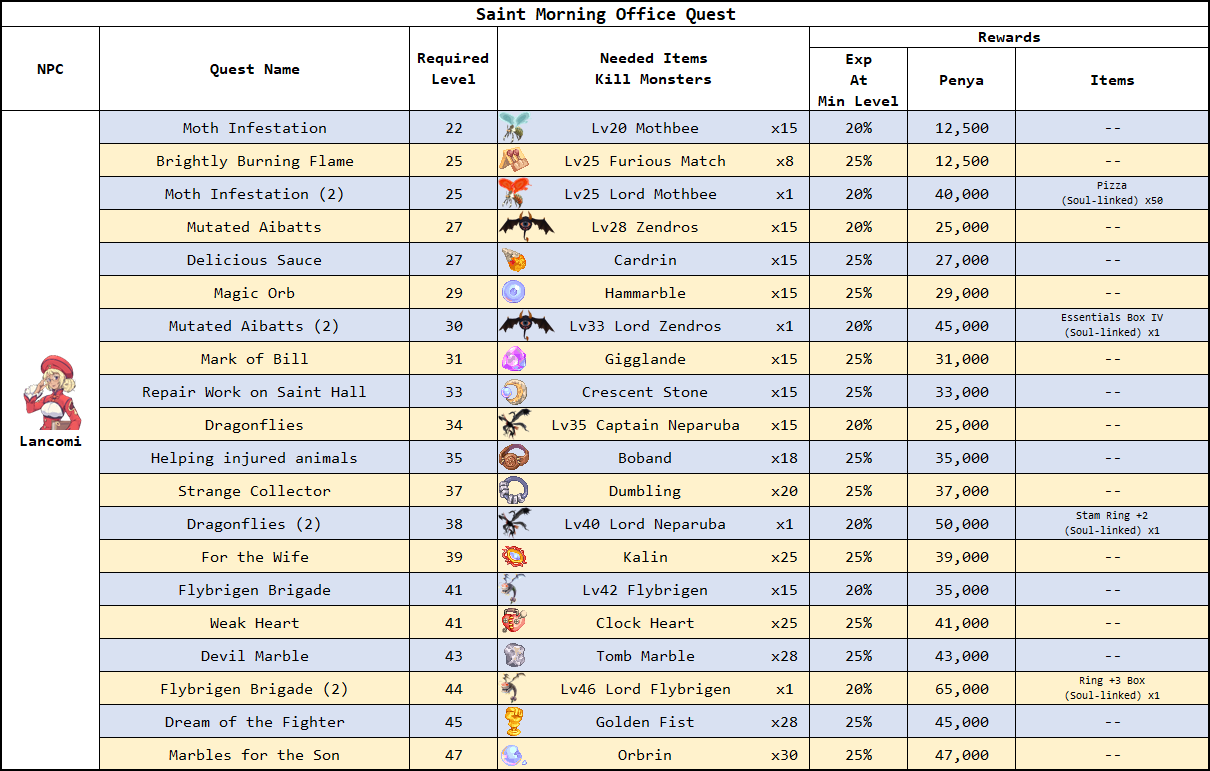 Saint Morning Office Quest
NPC Quest Name Required Level Needed Items Kill Monsters Rewards
Exp At Min Level Penya Items
Moth Infestation 22 Lv20 Mothbee x15 20% 12,500 --
Brightly Burning Flame 25 Lv25 Furious Match x8 25% 12,500 --
Moth Infestation (2) 25 Lv25 Lord Mothbee x1 20% 40,000 Pizza (Soul-linked) x50
Mutated Aibatts 27 Lv28 Zendros x15 20% 25,000 --
Delicious Sauce 27 Cardrin x15 25% 27,000 --
Magic Orb 29 Hammarble x15 25% 29,000 --
Mutated Aibatts (2) 30 Lv33 Lord Zendros x1 20% 45,000 Essentials Box IV (Soul-linked) x1
Mark of Bill 31 Gigglande x15 25% 31,000 --
Repair Work on Saint Hall 33 Crescent Stone x15 25% 33,000 --
Dragonflies 34 Lv35 Captain Neparuba x15 20% 25,000 --
Lancomi
Helping injured animals 35 Boband x18 25% 35,000 --
Strange Collector 37 Dumbling x20 25% 37,000 --
Dragonflies (2) 38 Lv40 Lord Neparuba x1 20% 50,000 Stam Ring +2 (Soul-linked) x1
For the Wife 39 Kalin x25 25% 39,000 --
Flybrigen Brigade 41 Lv42 Flybrigen x15 20% 35,000 --
Weak Heart 41 Clock Heart x25 25% 41,000 --
Devil Marble 43 Tomb Marble x28 25% 43,000 --
Flybrigen Brigade (2) 44 Lv46 Lord Flybrigen x1 20% 65,000 Ring +3 Box (Soul-linked) x1
Dream of the Fighter 45 Golden Fist x28 25% 45,000 --
Marbles for the Son 47 Orbrin x30 25% 47,000 --